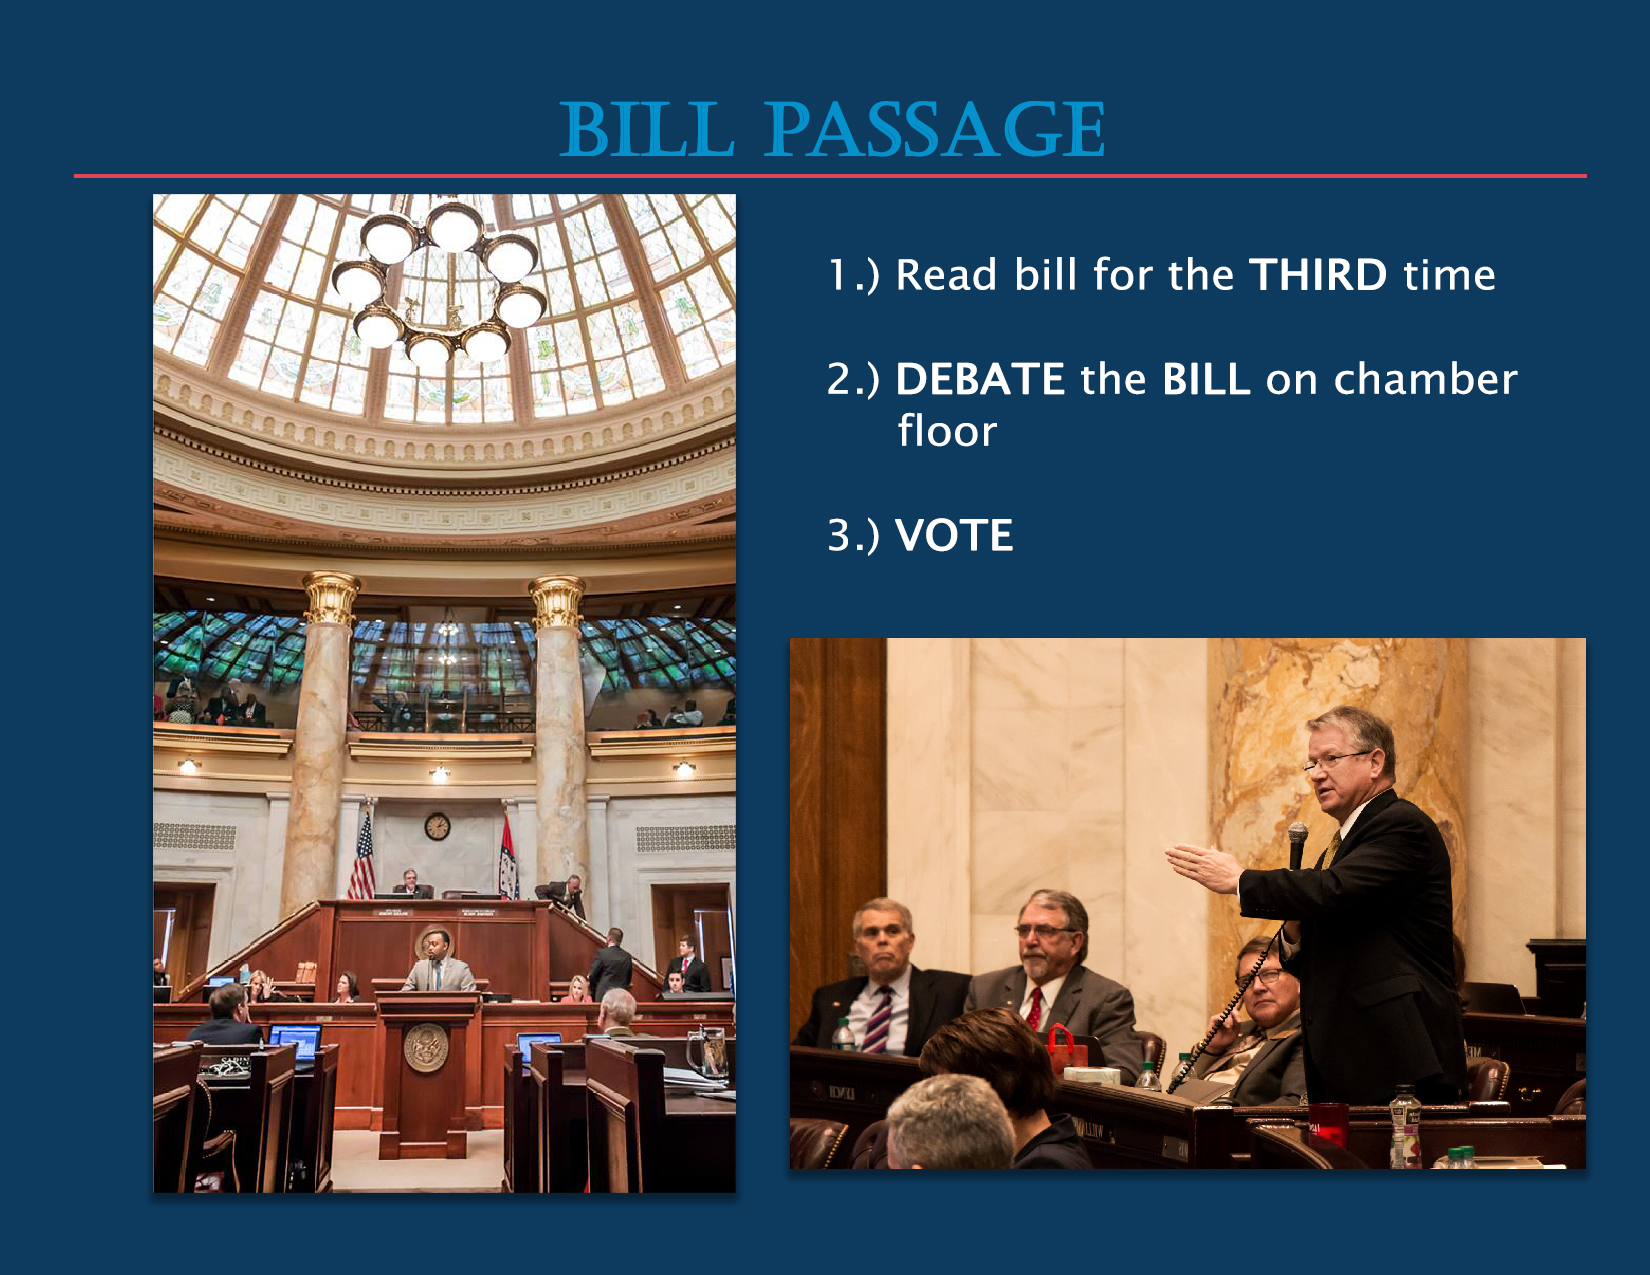 BILL PASSAGE
1.) Read bill for the THIRD time
2.) DEBATE the BILL on chamber
floor
3.) VOTE